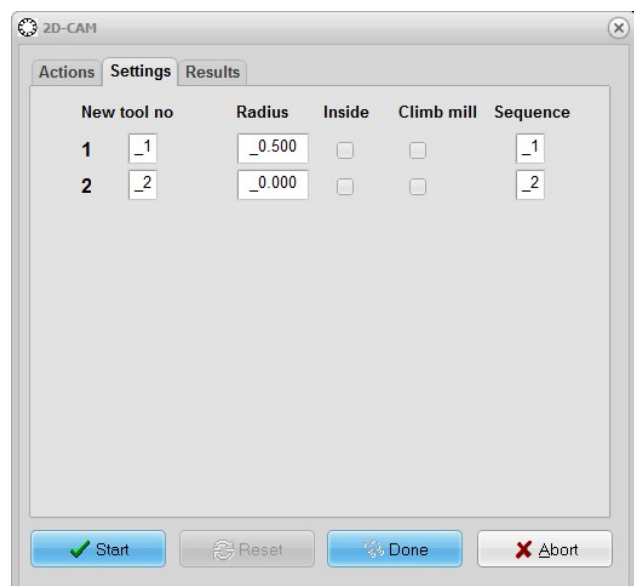 2D-CAM
Actions Settings Results
New tool no Radius Inside Climb mill Sequence
1 _1 _0.500 _1
2 _2 _0.000 _2
Start Reset Done Abort